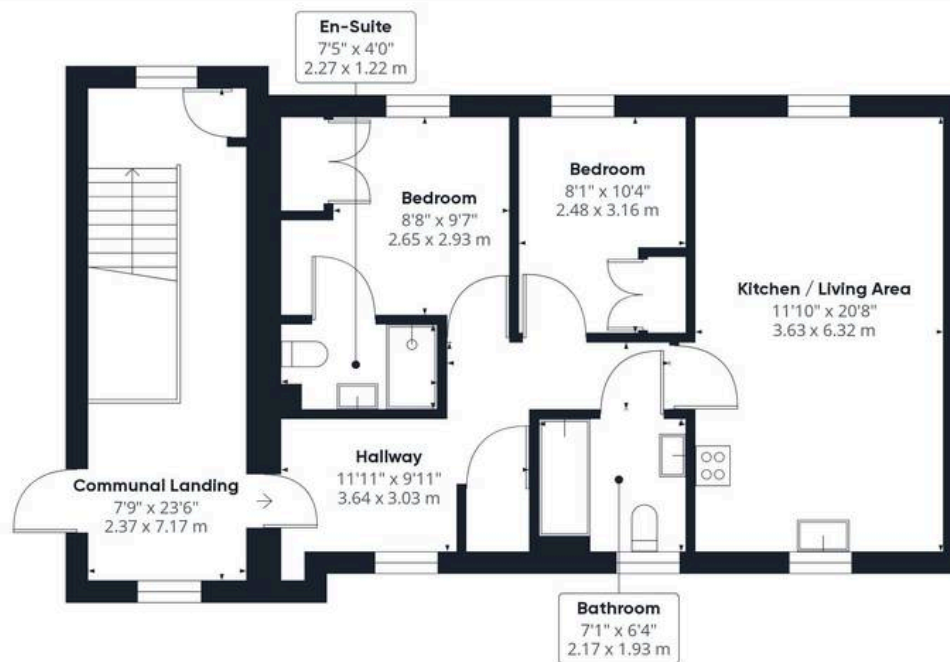 En-Suite
7'5" x 4'0"
2.27 x 1.22 m
Bedroom
8'8" x 9'7"
2.65 x 2.93 m
Bedroom
8'1" x 10'4"
2.48 x 3.16 m
Kitchen / Living Area
11'10" x 20'8"
3.63 x 6.32 m
Hallway
11'11" x 9'11"
3.64 x 3.03 m
Communal Landing
7'9" x 23'6"
2.37 x 7.17 m
Bathroom
7'1" x 6'4"
2.17 x 1.93 m